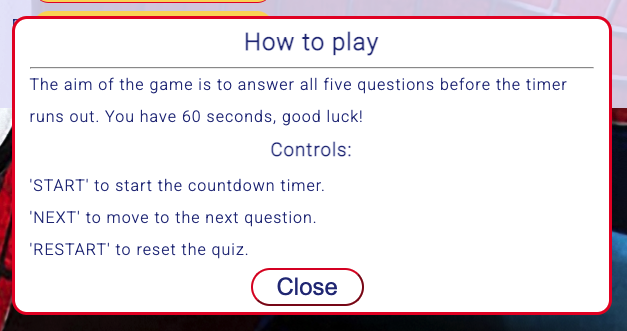 How to play
The aim of the game is to answer all five questions before the timer
runs out. You have 60 seconds, good luck!
Controls:
'START' to start the countdown timer.
'NEXT' to move to the next question.
'RESTART' to reset the quiz.
Close